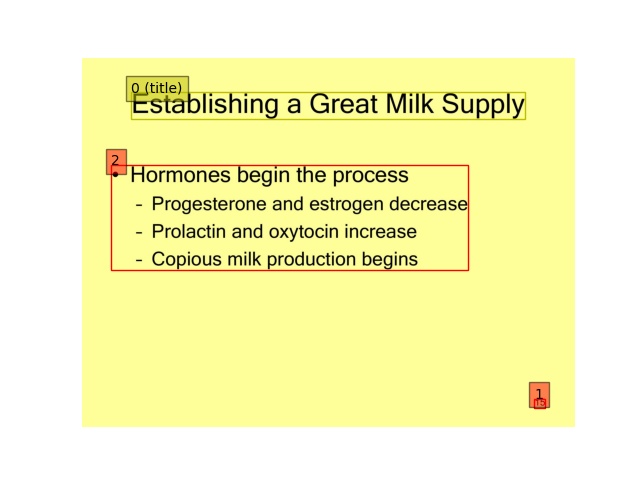 0 (title)
Establishing a Great Milk Supply
2
• Hormones begin the process
– Progesterone and estrogen decrease
– Prolactin and oxytocin increase
– Copious milk production begins
1